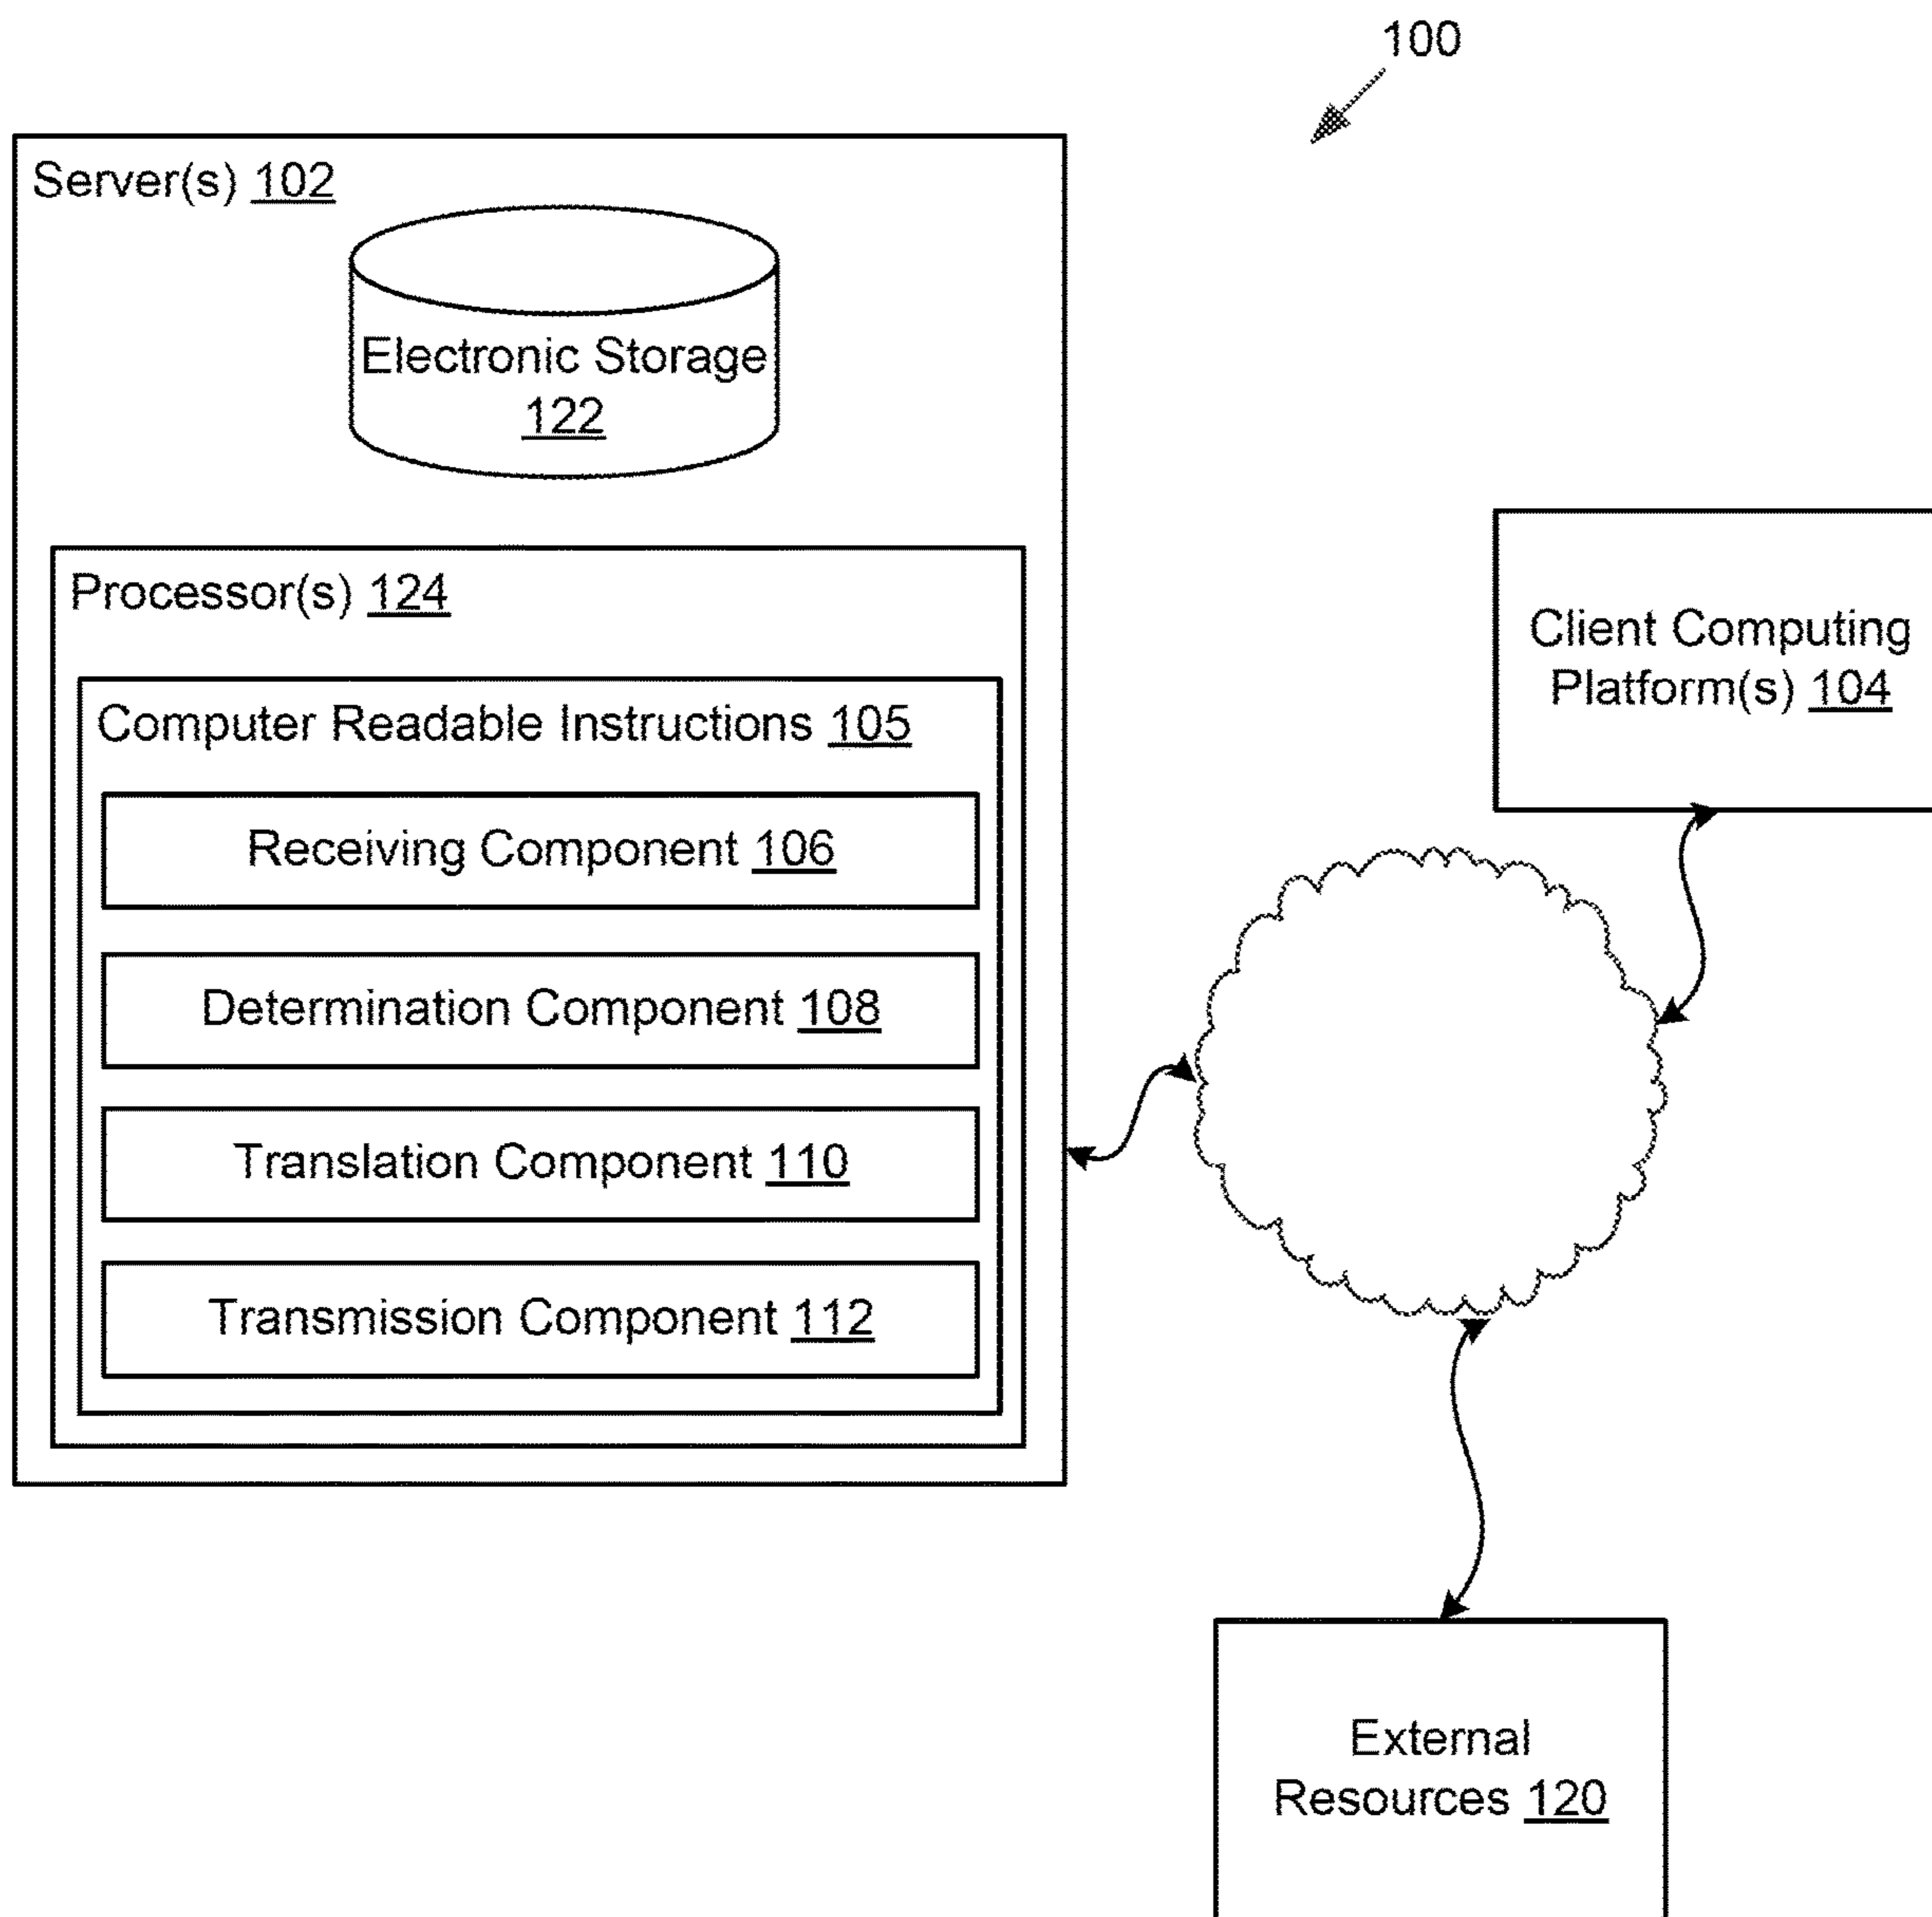 100
Server(s) 102
Electronic Storage
122
Processor(s) 124
Computer Readable Instructions 105
Receiving Component 106
Determination Component 108
Translation Component 110
Transmission Component 112
Client Computing
Platform(s) 104
External
Resources 120